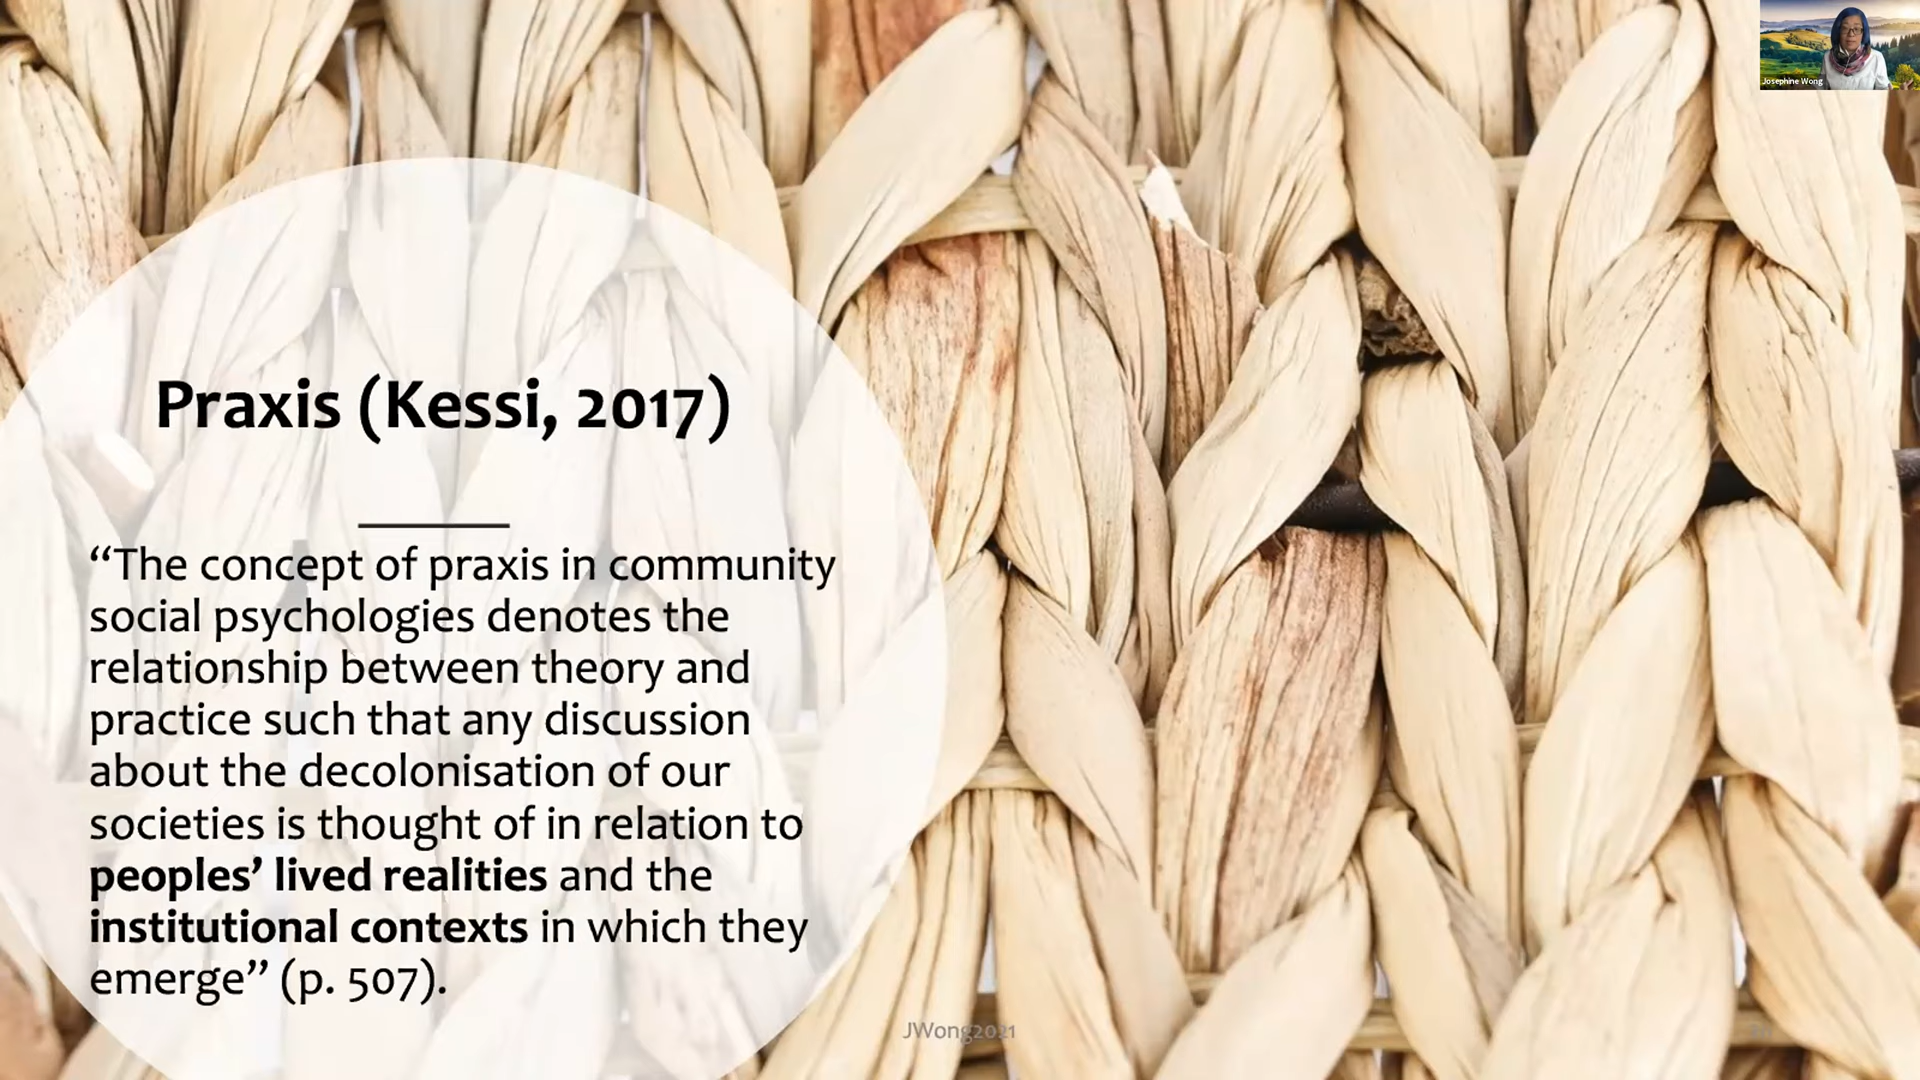 Josephine Wong
Praxis (Kessi, 2017)
“The concept of praxis in community
social psychologies denotes the
relationship between theory and
practice such that any discussion
about the decolonisation of our
societies is thought of in relation to
peoples’ lived realities and the
institutional contexts in which they
emerge” (p. 507).
JWong2021